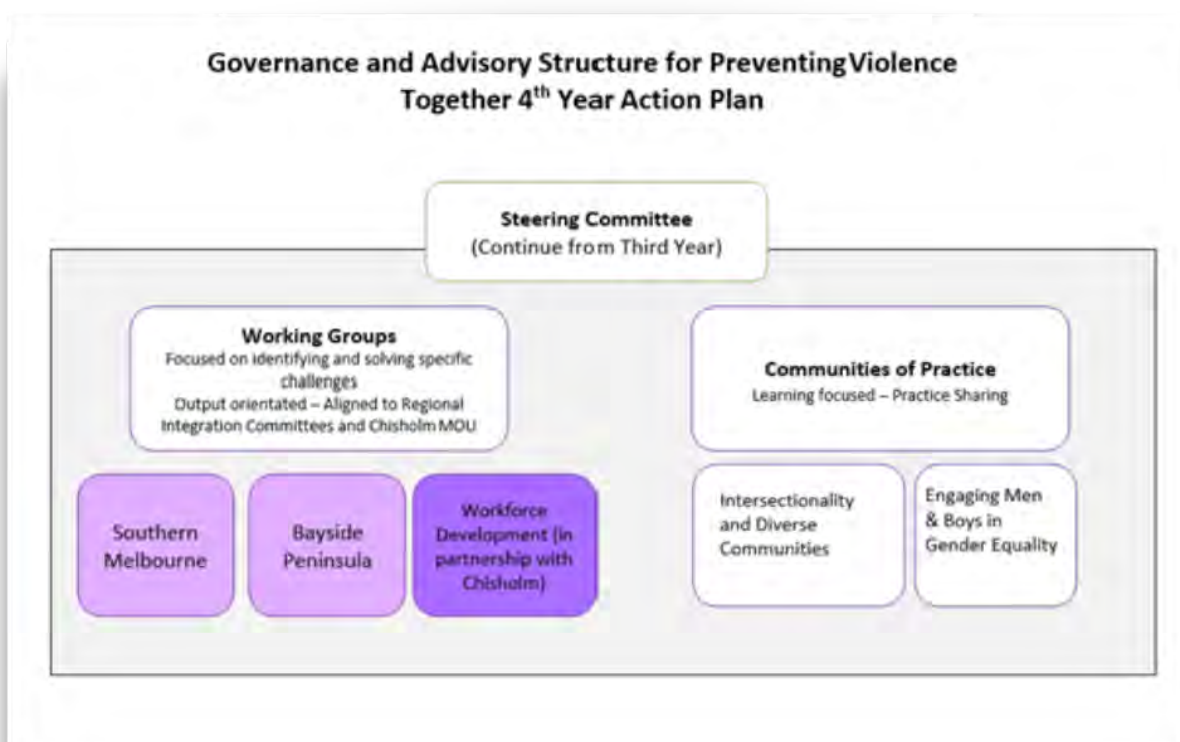 Governance and Advisory Structure for PreventingViolence
Together 4th Year Action Plan
Steering Committee
(Continue from Third Year)
Working Groups
Focused on identifying and solving specific
challenges
Output orientated – Aligned to Regional
Integration Committees and Chisholm MOU
Communities of Practice
Learning focused – Practice Sharing
Southern
Melbourne
Bayside
Peninsula
Workforce
Development (in
partnership with
Chisholm)
Intersectionality
and Diverse
Communities
Engaging Men
& Boys in
Gender Equality